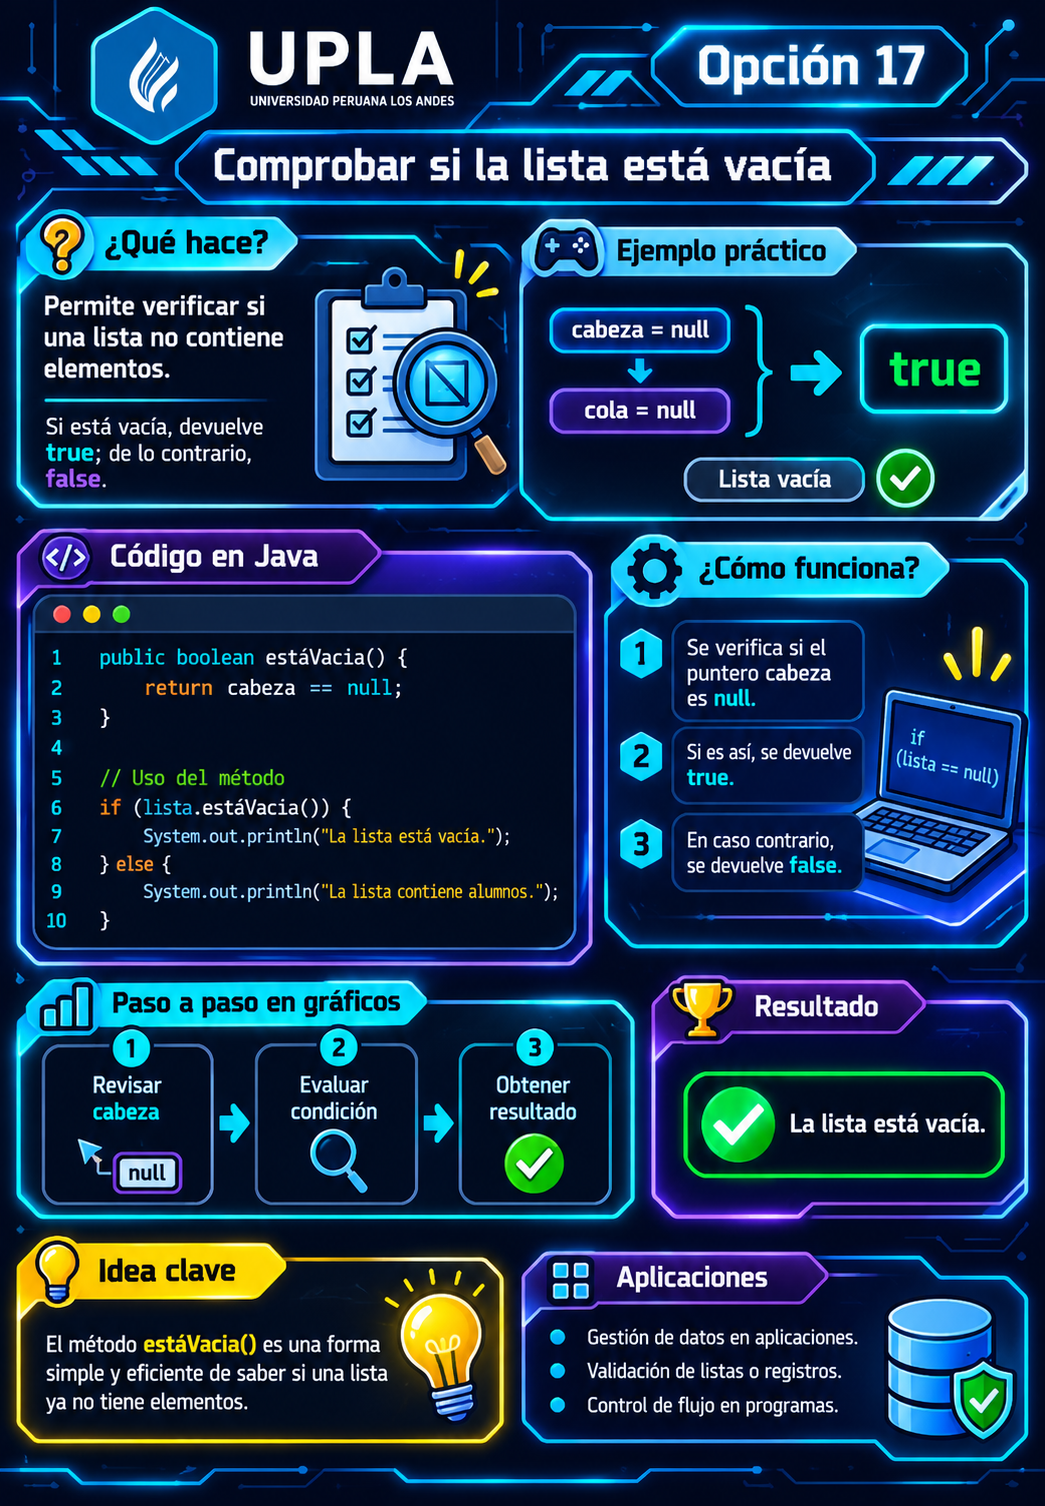 UPLA
UNIVERSIDAD PERUANA LOS ANDES
Opción 17
Comprobar si la lista está vacía
¿Qué hace?
Permite verificar si
una lista no contiene
elementos.
Si está vacía, devuelve
true; de lo contrario,
false.
Ejemplo práctico
cabeza = null
cola = null
true
Lista vacía
</> Código en Java
1 public boolean estáVacia() {
2 return cabeza == null;
3 }
4
5 // Uso del método
6 if (lista.estáVacia()) {
7 System.out.println("La lista está vacía.");
8 } else {
9 System.out.println("La lista contiene alumnos.");
10 }
¿Cómo funciona?
1 Se verifica si el
puntero cabeza
es null.
2 Si es así, se devuelve
true.
3 En caso contrario,
se devuelve false.
if
(lista == null)
Paso a paso en gráficos
1
Revisar
cabeza
null
2
Evaluar
condición
3
Obtener
resultado
Resultado
La lista está vacía.
Idea clave
El método estáVacia() es una forma
simple y eficiente de saber si una lista
ya no tiene elementos.
Aplicaciones
Gestión de datos en aplicaciones.
Validación de listas o registros.
Control de flujo en programas.